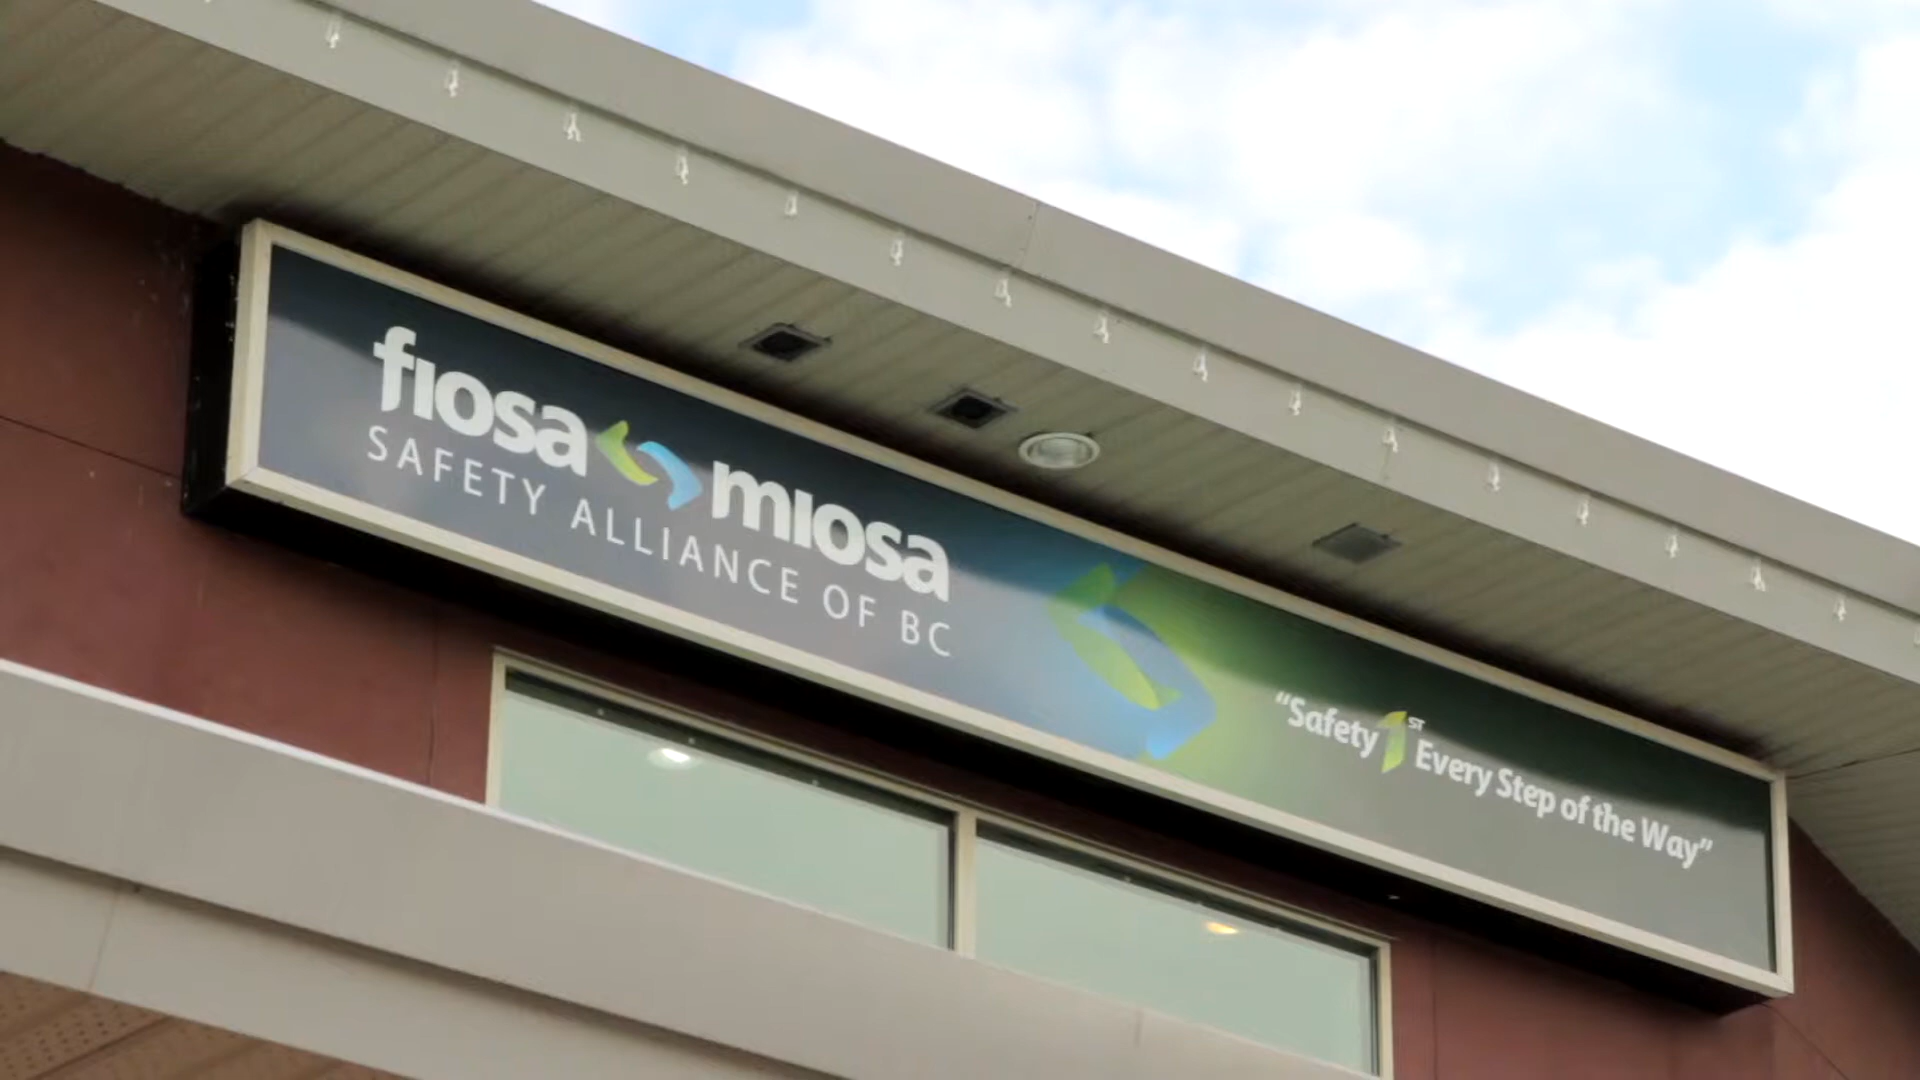 fiosa miosa
SAFETY ALLIANCE OF BC
"Safety 1ST Every Step of the Way"